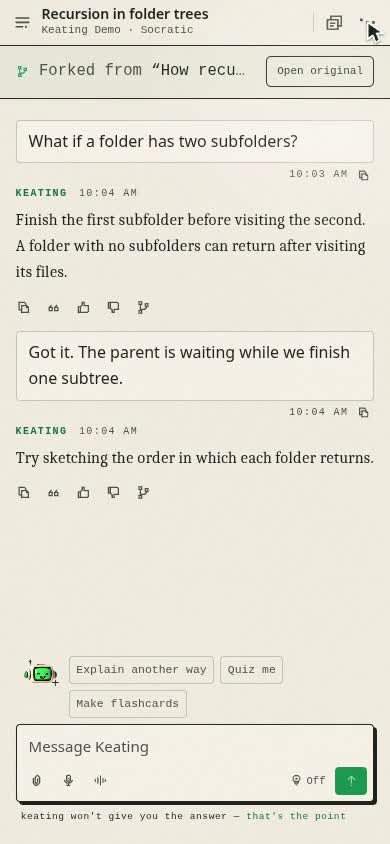 Recursion in folder trees
Keating Demo · Socratic
Forked from “How recu…
Open original
What if a folder has two subfolders?
10:03 AM
KEATING 10:04 AM
Finish the first subfolder before visiting the second.
A folder with no subfolders can return after visiting
its files.
Got it. The parent is waiting while we finish
one subtree.
10:04 AM
KEATING 10:04 AM
Try sketching the order in which each folder returns.
Explain another way
Quiz me
Make flashcards
Message Keating
Off
keating won't give you the answer — that's the point